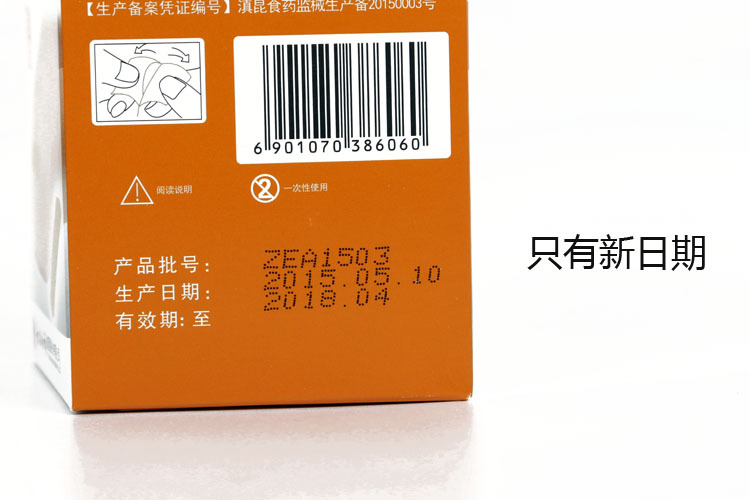 【生产备案凭证编号】滇昆食药监械生产备20150003号
6 901070 386060
阅读说明
一次性使用
产品批号: ZEA1503
生产日期: 2015.05.10
有效期: 至 2018.04
只有新日期